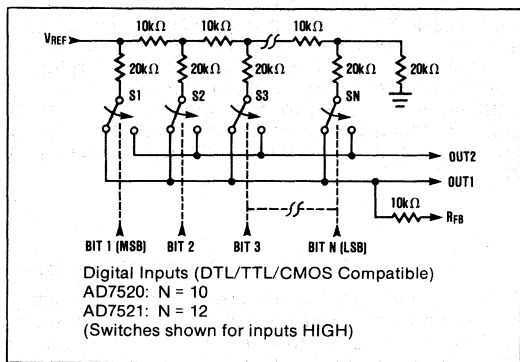 10kΩ 10kΩ 10kΩ
VREF
20kΩ 20kΩ 20kΩ 20kΩ 20kΩ
S1 S2 S3 SN
OUT2
OUT1
10kΩ
RFB
BIT 1 (MSB) BIT 2 BIT 3 BIT N (LSB)
Digital Inputs (DTL/TTL/CMOS Compatible)
AD7520: N = 10
AD7521: N = 12
(Switches shown for inputs HIGH)